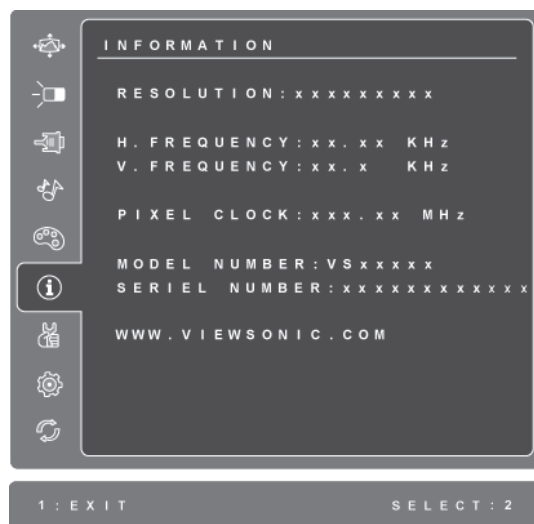 INFORMATION
RESOLUTION:xxxxxxxxx
H. FREQUENCY:xx.xx KHz
V. FREQUENCY:xx.x KHz
PIXEL CLOCK:xxx.xx MHz
MODEL NUMBER:VSxxxxx
SERIEL NUMBER:xxxxxxxxxxxx
WWW.VIEWSONIC.COM
1:EXIT SELECT:2